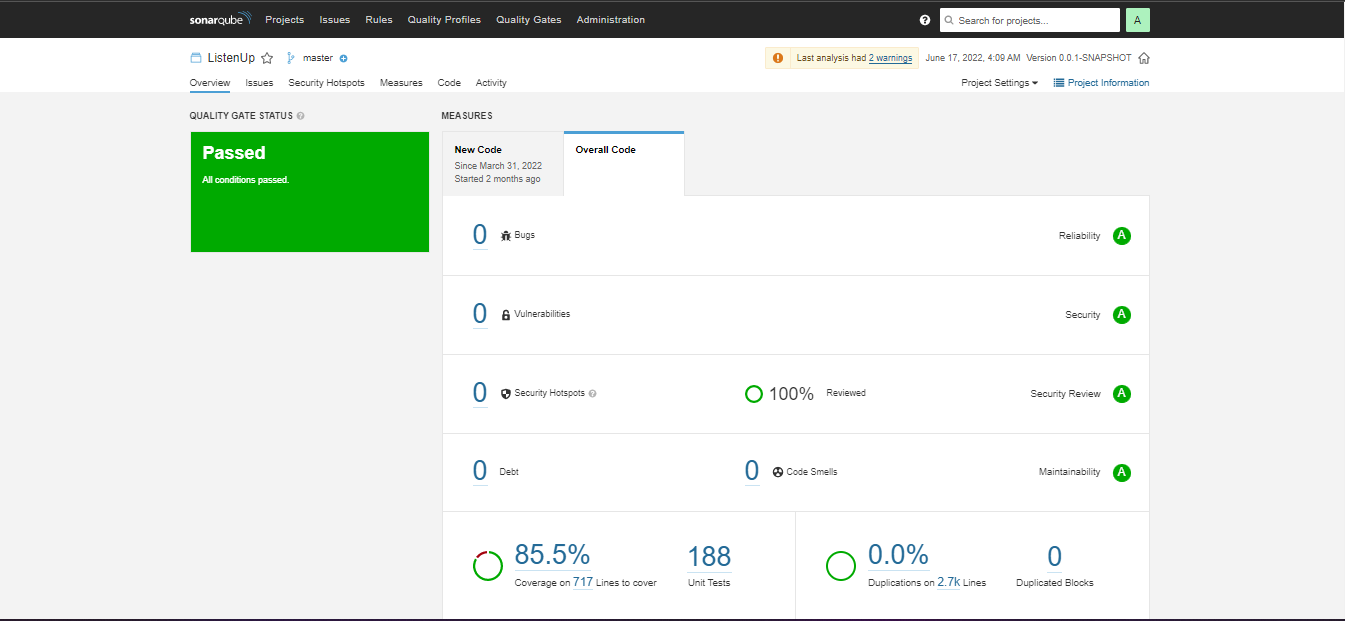 sonarqube Projects Issues Rules Quality Profiles Quality Gates Administration ? Search for projects... A
ListenUp master Last analysis had 2 warnings June 17, 2022, 4:09 AM Version 0.0.1-SNAPSHOT
Overview Issues Security Hotspots Measures Code Activity Project Settings Project Information
QUALITY GATE STATUS ?
Passed
All conditions passed.
MEASURES
New Code
Since March 31, 2022
Started 2 months ago
Overall Code
0 Bugs Reliability A
0 Vulnerabilities Security A
0 Security Hotspots ? 100% Reviewed Security Review A
0 Debt 0 Code Smells Maintainability A
85.5%
Coverage on 717 Lines to cover
188
Unit Tests
0.0%
Duplications on 2.7k Lines
0
Duplicated Blocks